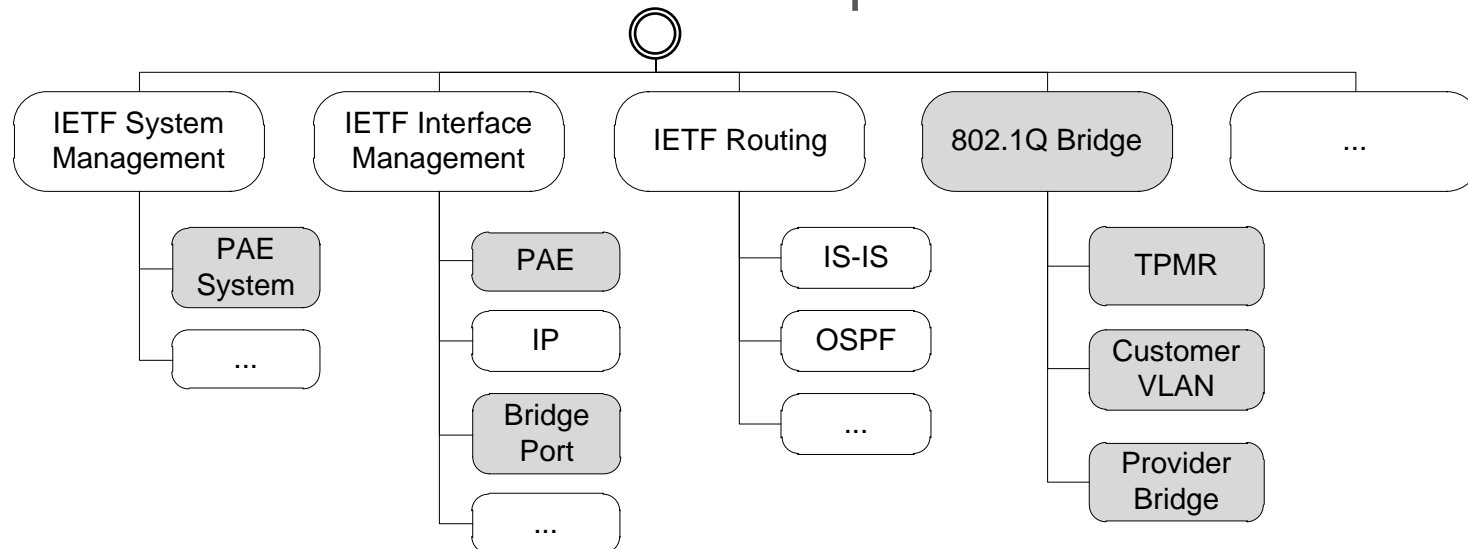 IETF System
Management
IETF Interface
Management
IETF Routing
802.1Q Bridge
...
PAE
System
...
PAE
IP
Bridge
Port
...
IS-IS
OSPF
...
TPMR
Customer
VLAN
Provider
Bridge